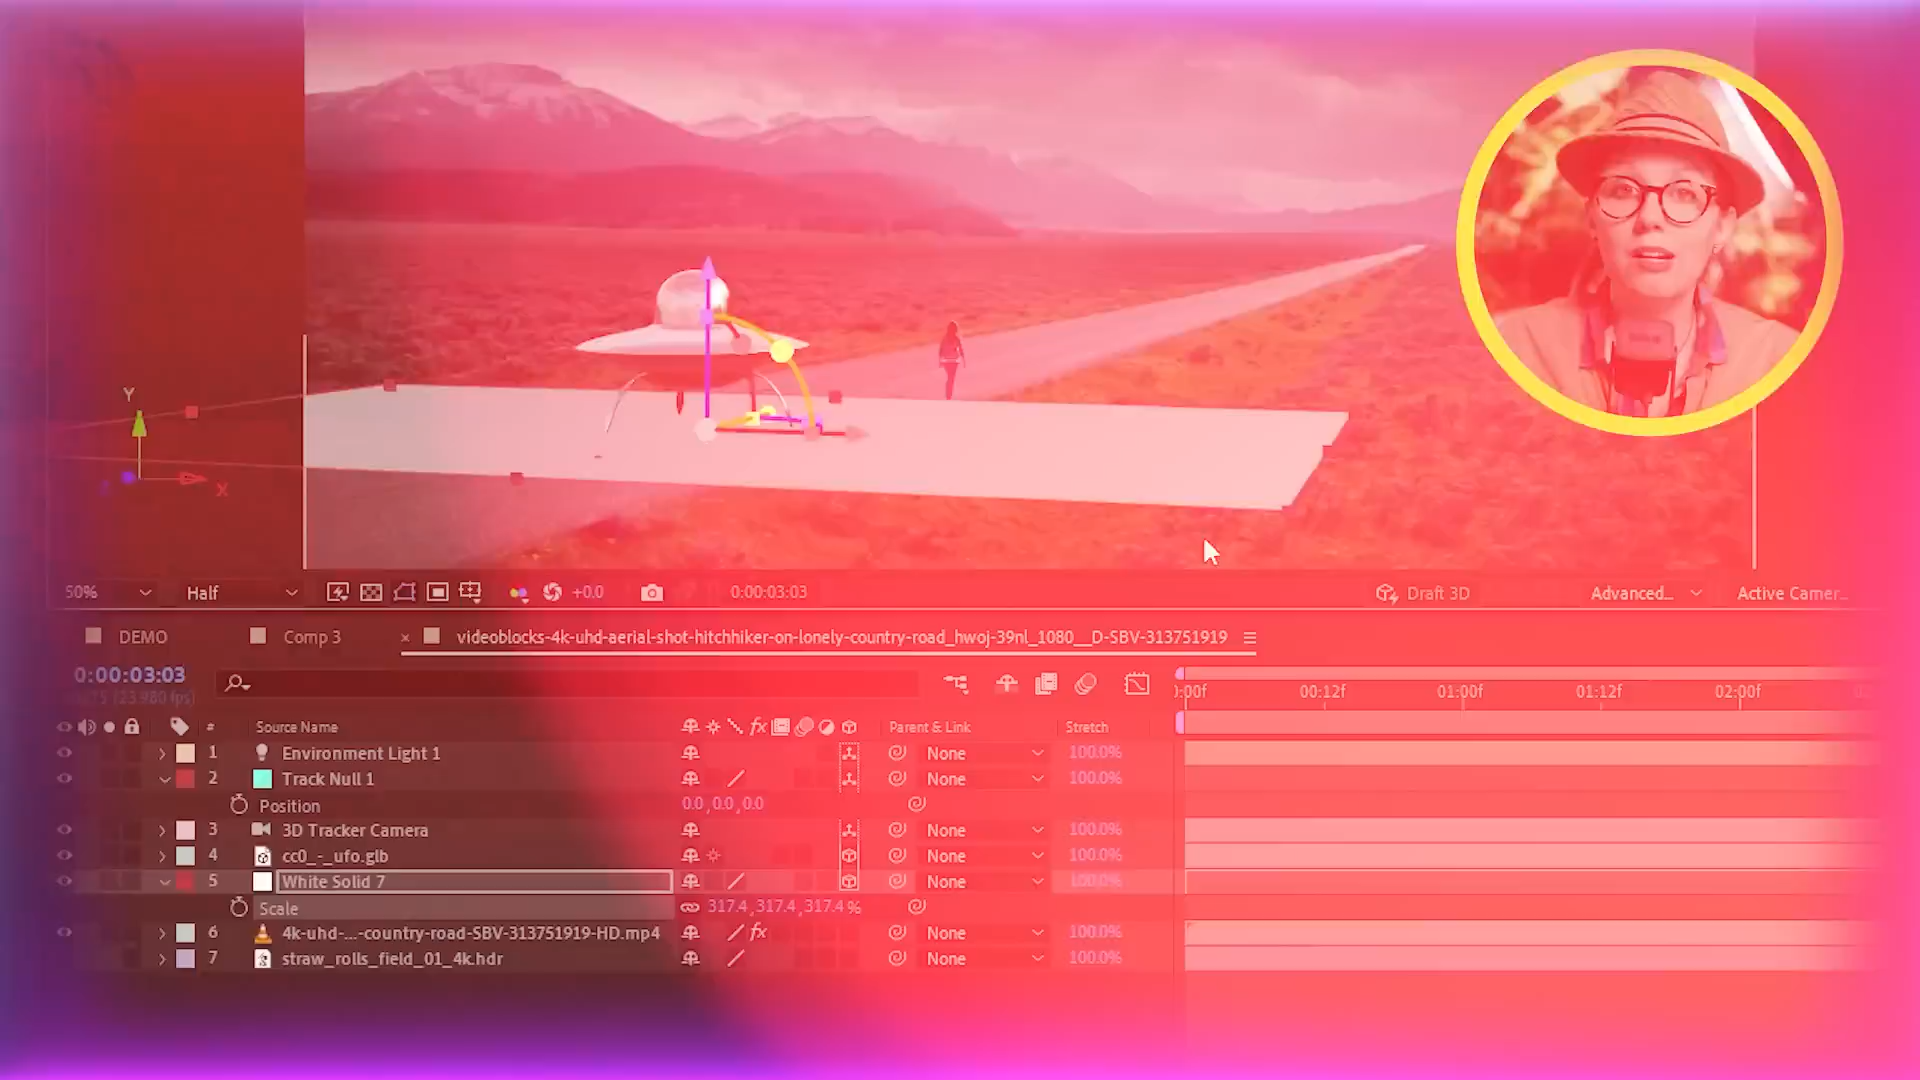 Y
X
50% Half +0.0 0:00:03:03 Draft 3D Advanced... Active Camer...
DEMO Comp 3 × videoblocks-4k-uhd-aerial-shot-hitchhiker-on-lonely-country-road_hwoj-39nl_1080__D-SBV-313751919
0:00:03:03
(23.980 fps)
):00f 00:12f 01:00f 01:12f 02:00f
# Source Name fx Parent & Link Stretch
1 Environment Light 1 None 100.0%
2 Track Null 1 None 100.0%
Position 0.0,0.0,0.0
3 3D Tracker Camera None 100.0%
4 cc0_-_ufo.glb None 100.0%
5 White Solid 7 None 100.0%
Scale 317.4,317.4,317.4%
6 4k-uhd-...-country-road-SBV-313751919-HD.mp4 fx None 100.0%
7 straw_rolls_field_01_4k.hdr None 100.0%